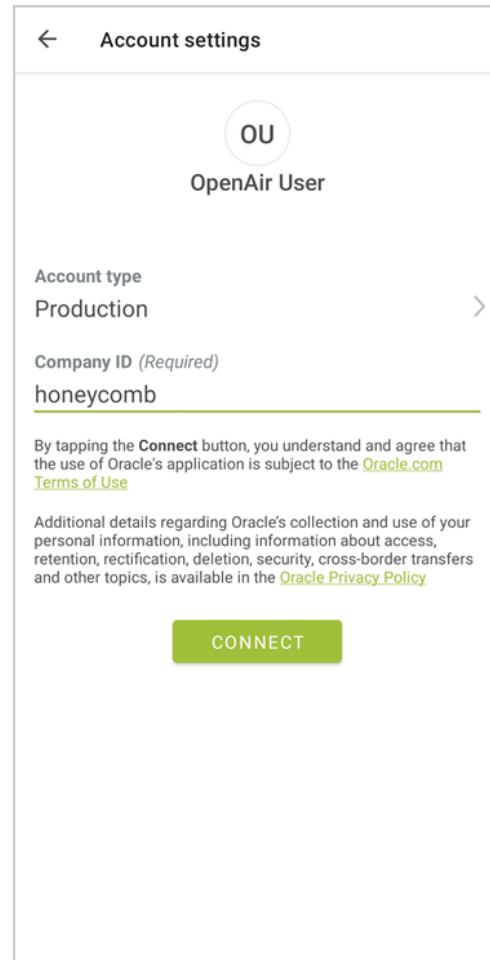 Account settings
OU
OpenAir User
Account type
Production
Company ID (Required)
honeycomb
By tapping the Connect button, you understand and agree that
the use of Oracle's application is subject to the Oracle.com
Terms of Use
Additional details regarding Oracle's collection and use of your
personal information, including information about access,
retention, rectification, deletion, security, cross-border transfers
and other topics, is available in the Oracle Privacy Policy
CONNECT